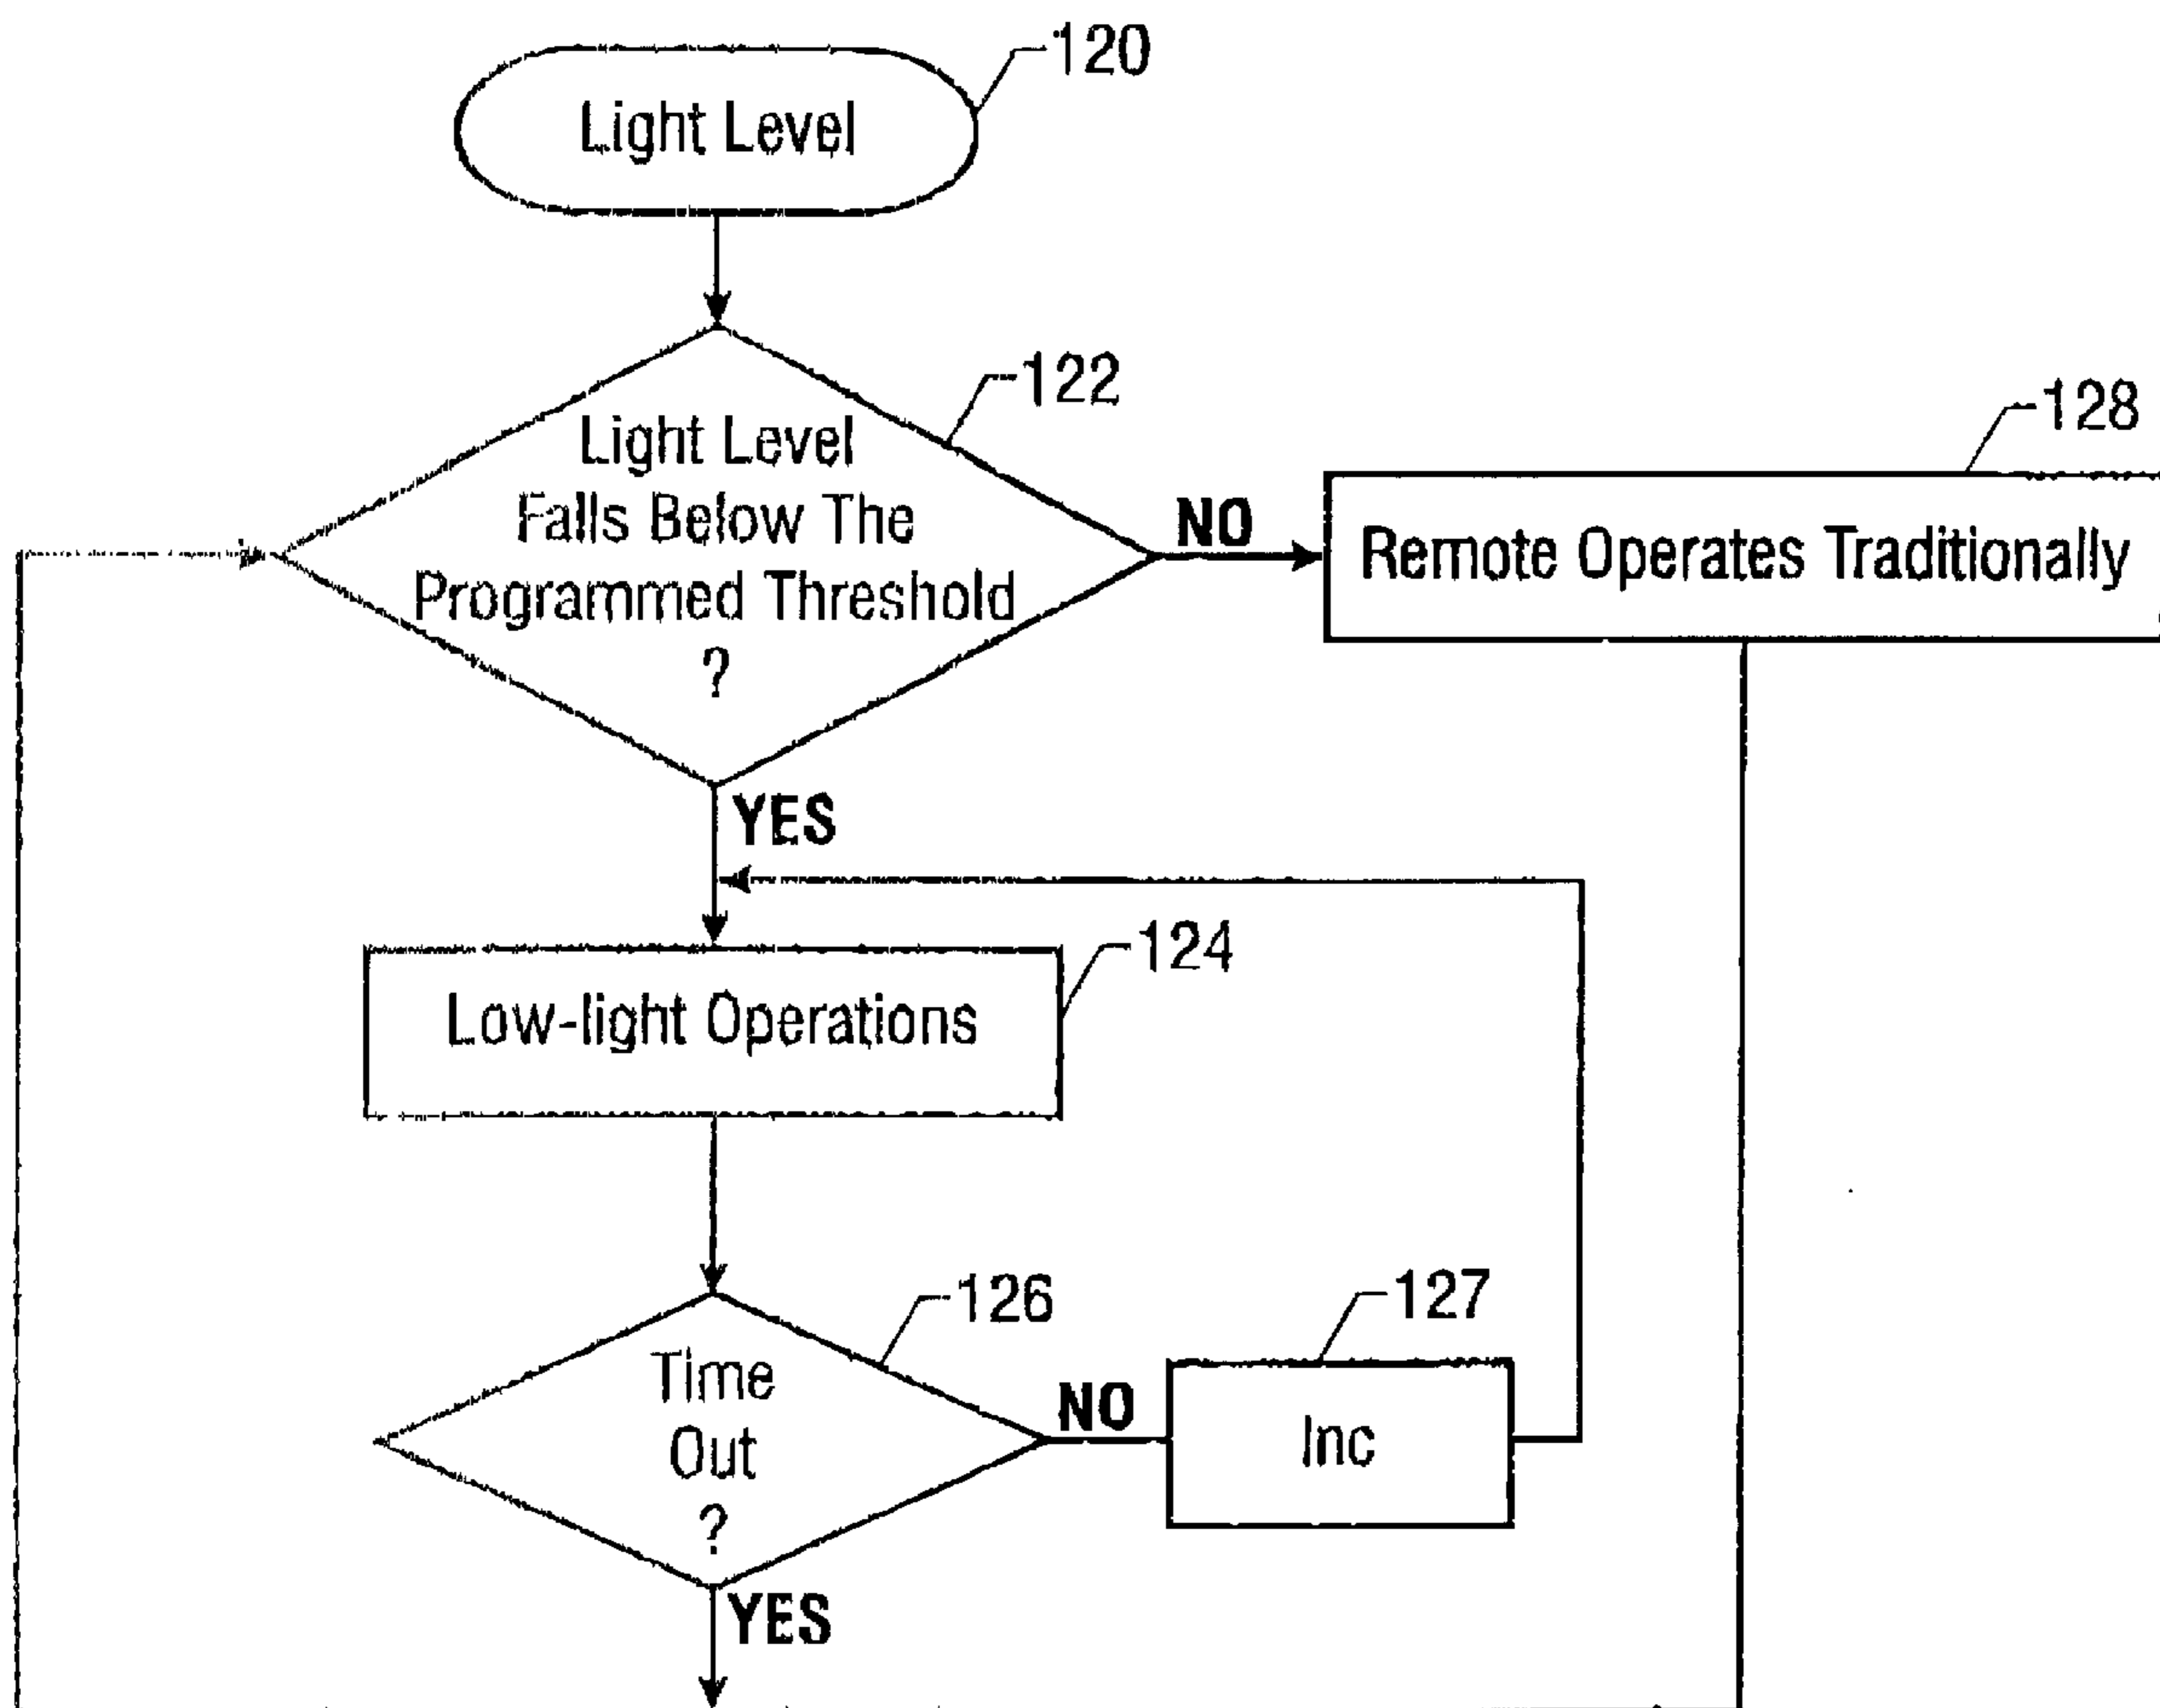 120
Light Level
122
Light Level
Falls Below The
Programmed Threshold
?
NO
128
Remote Operates Traditionally
YES
124
Low-light Operations
126
Time
Out
?
NO
127
Inc
YES